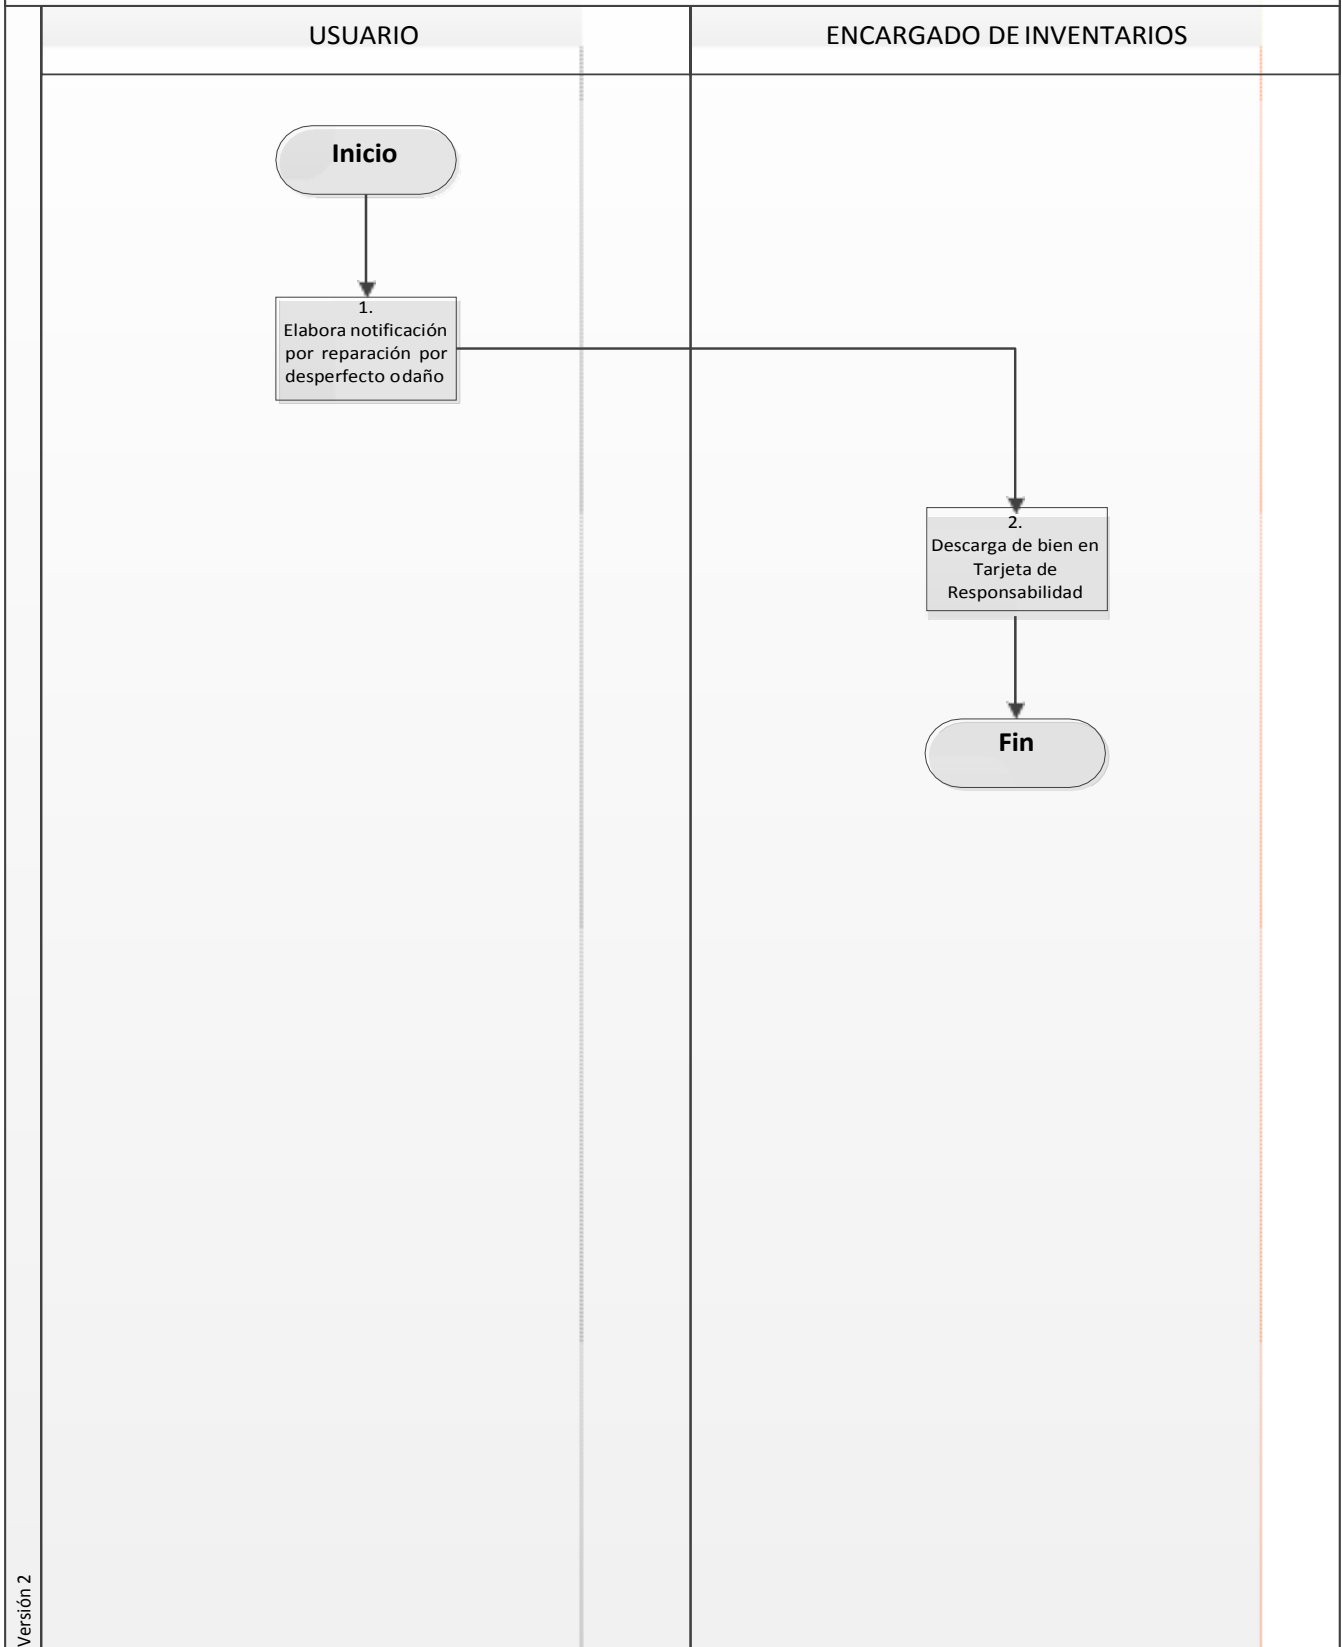 USUARIO
ENCARGADO DE INVENTARIOS
Inicio
1.
Elabora notificación
por reparación por
desperfecto o daño
2.
Descarga de bien en
Tarjeta de
Responsabilidad
Fin
Versión 2